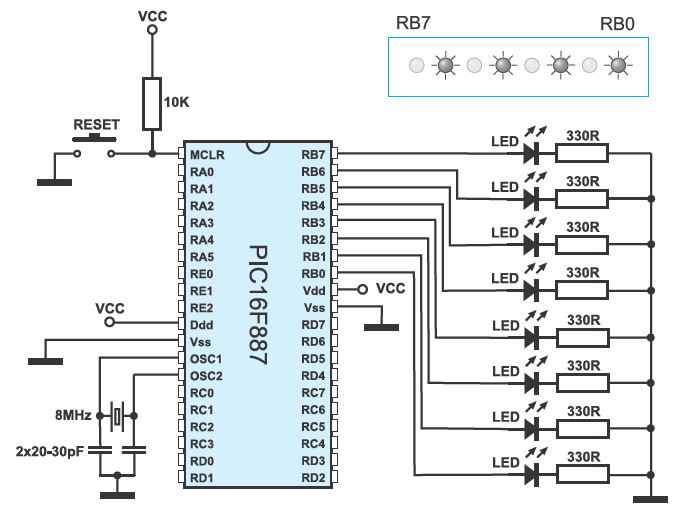 VCC
RB7 RB0
10K
RESET
MCLR RB7 LED 330R
RA0 RB6 LED 330R
RA1 RB5 LED 330R
RA2 RB4 LED 330R
RA3 RB3 LED 330R
RA4 RB2 LED 330R
RA5 RB1 LED 330R
RE0 RB0 LED 330R
RE1 Vdd VCC
RE2 Vss
VCC
Ddd RD7
Vss RD6
OSC1 RD5
OSC2 RD4
RC0 RC7
RC1 RC6
RC2 RC5
RC3 RC4
RD0 RD3
RD1 RD2
PIC16F887
8MHz
2x20-30pF